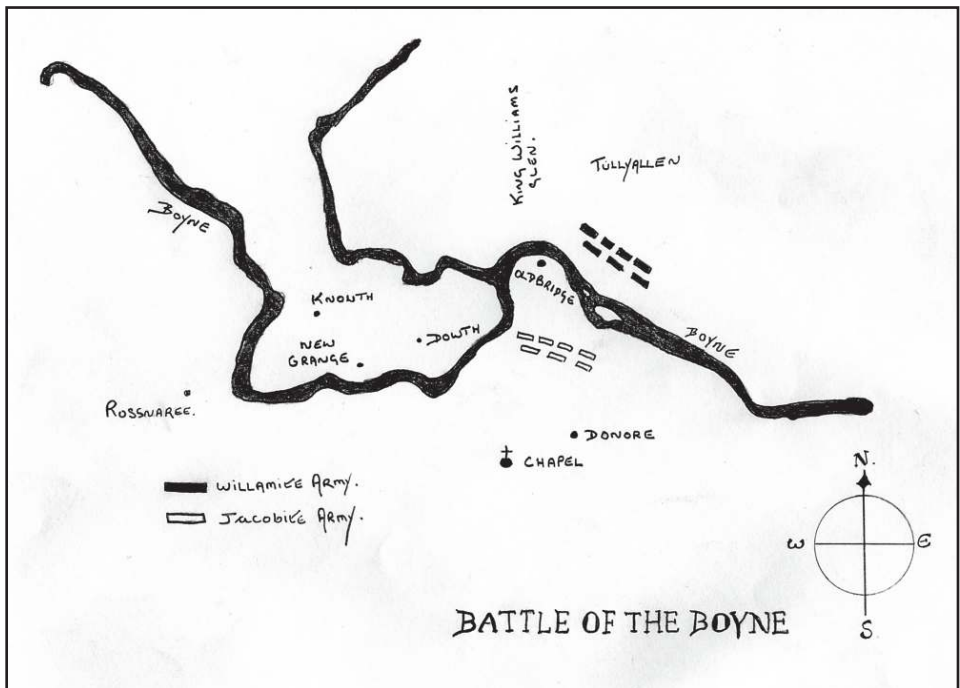 KING WILLIAMS
GLEN.
TULLYALLEN
BOYNE
OLDBRIDGE
KNOWTH
NEW
GRANGE
DOWTH
BOYNE
ROSSNAREE.
DONORE
CHAPEL
WILLAMITE ARMY.
JACOBITE ARMY.
N.
W
E
S.
BATTLE OF THE BOYNE